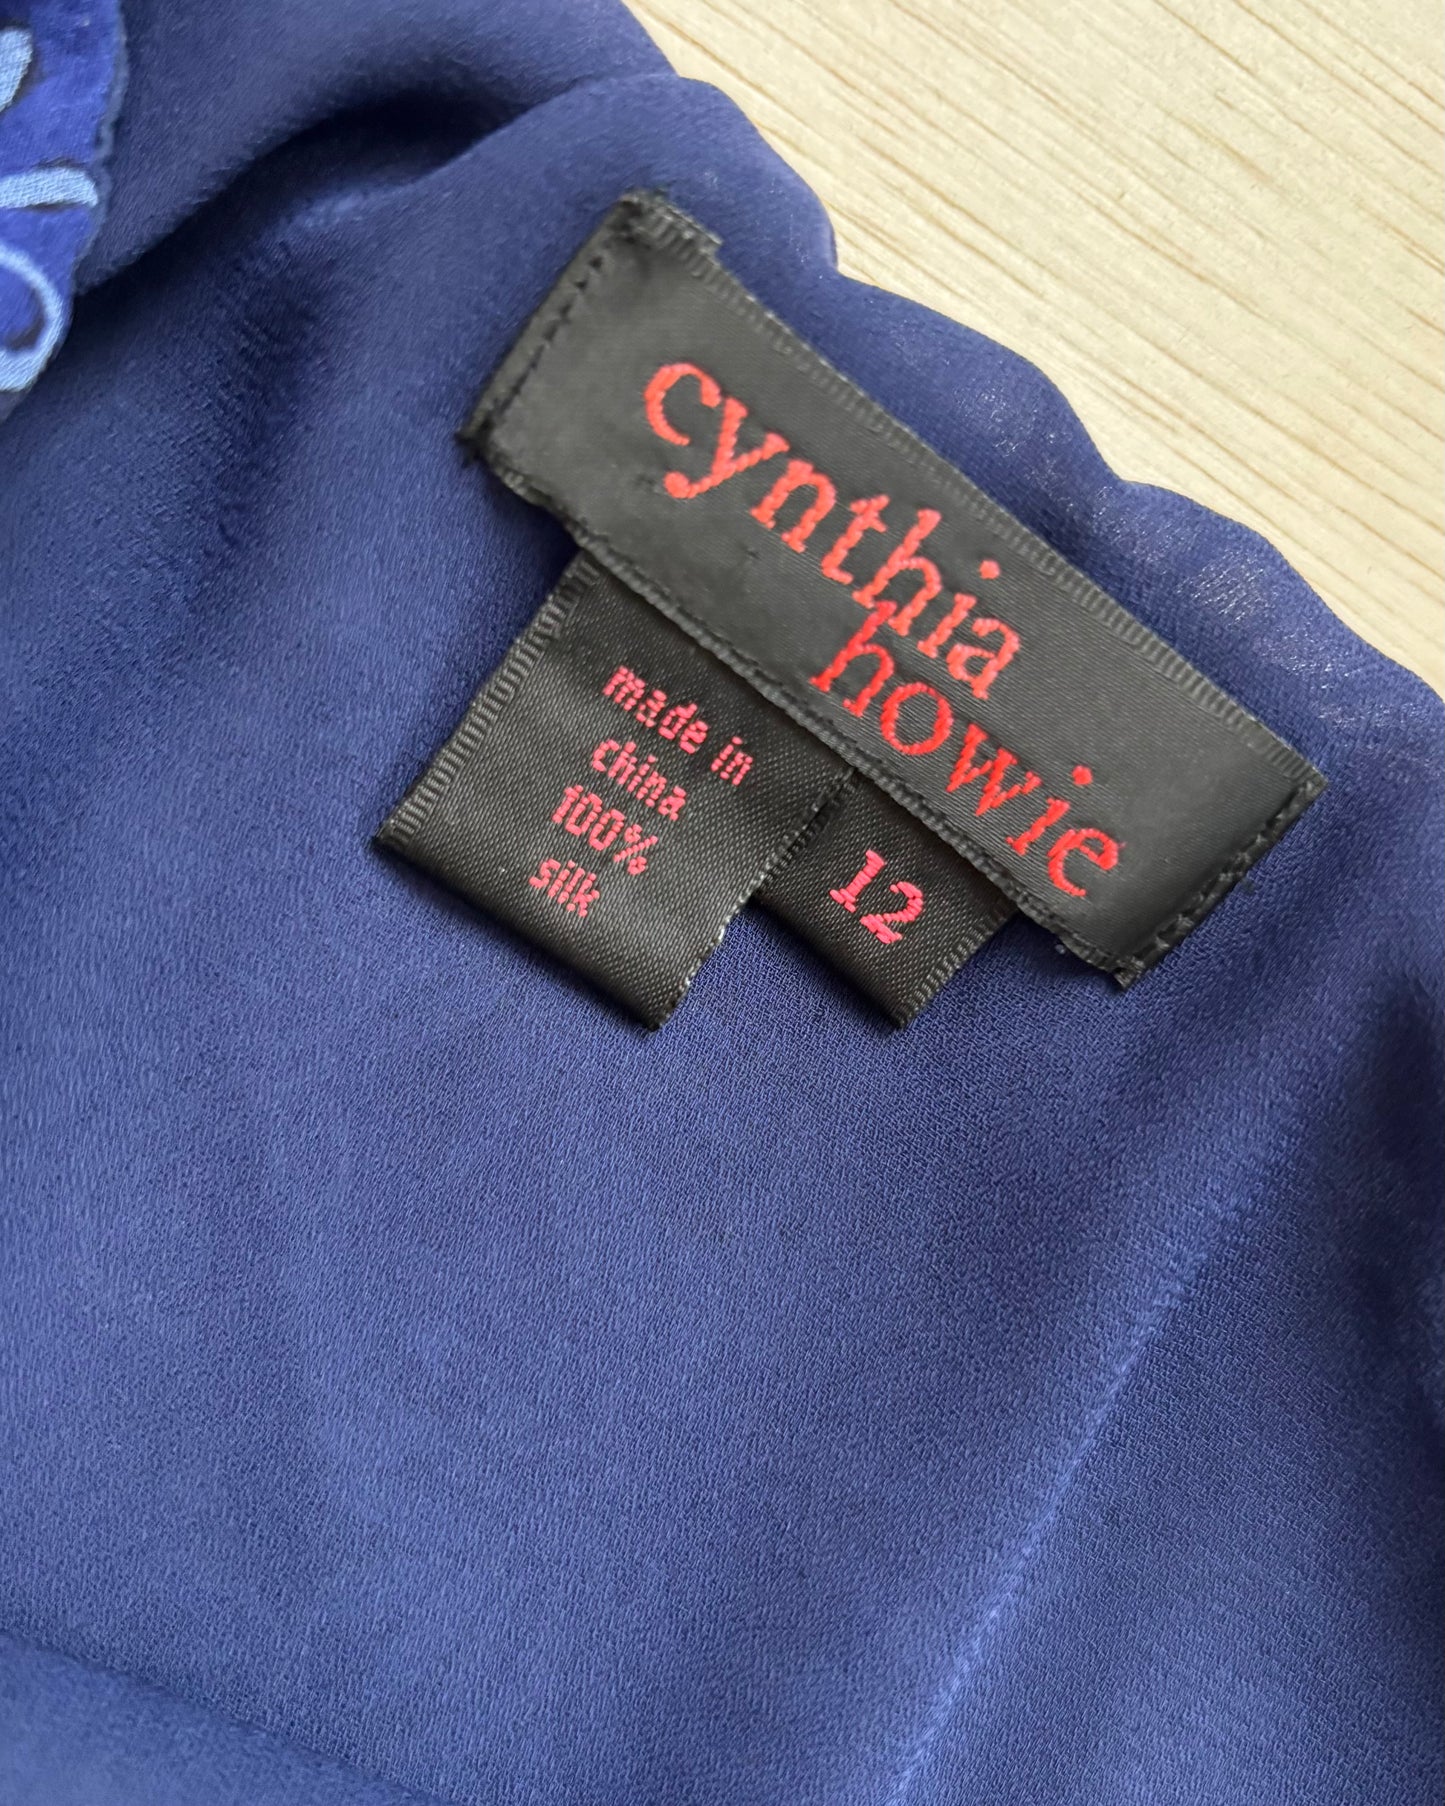 cynthia
howie
made in
china
100%
silk
12